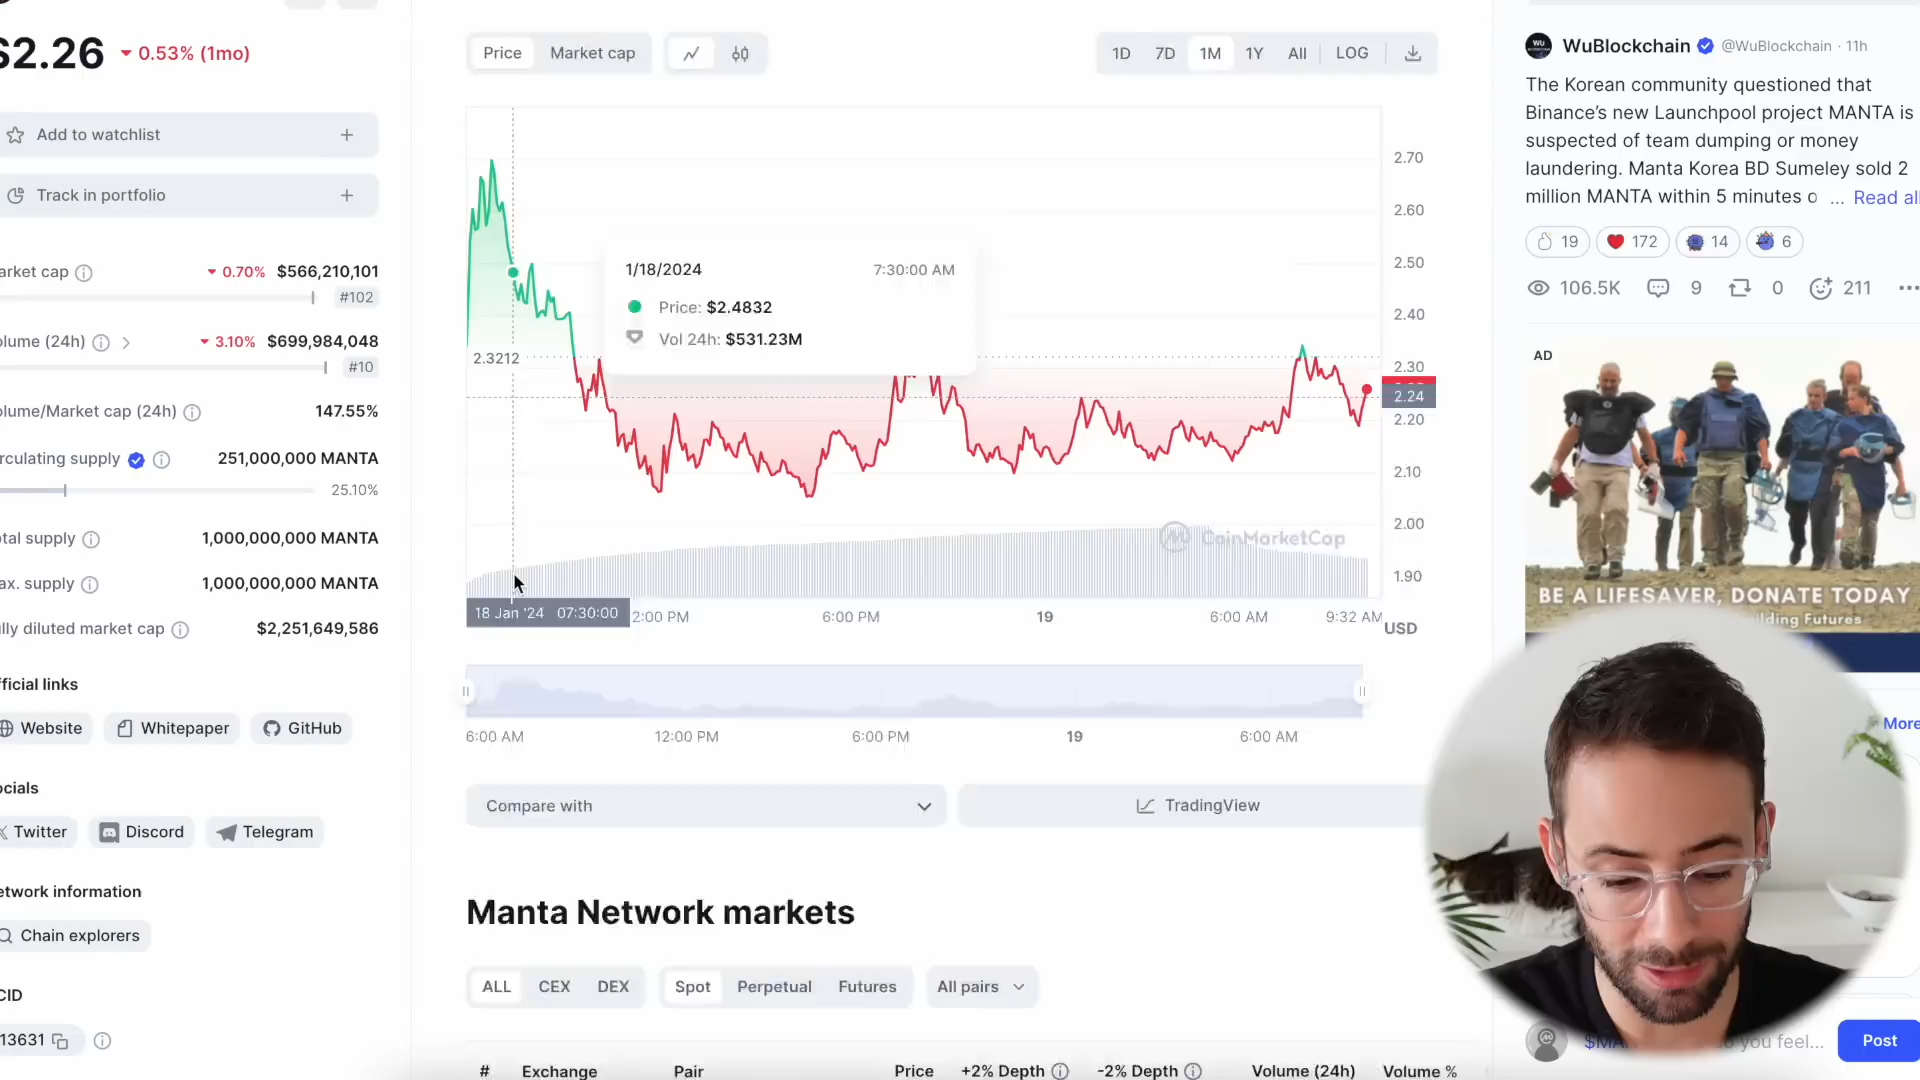 $2.26 0.53% (1mo)
Add to watchlist +
Track in portfolio +
arket cap 0.70% $566,210,101
#102
olume (24h) 3.10% $699,984,048
#10
olume/Market cap (24h) 147.55%
rculating supply 251,000,000 MANTA
25.10%
tal supply 1,000,000,000 MANTA
ax. supply 1,000,000,000 MANTA
lly diluted market cap $2,251,649,586
ficial links
Website Whitepaper GitHub
ocials
Twitter Discord Telegram
etwork information
Chain explorers
CID
13631
Price Market cap
1D 7D 1M 1Y All LOG
2.70
2.60
2.50
2.40
2.30
2.24
2.20
2.10
2.00
1.90
USD
2.3212
1/18/2024 7:30:00 AM
Price: $2.4832
Vol 24h: $531.23M
CoinMarketCap
18 Jan '24 07:30:00 2:00 PM 6:00 PM 19 6:00 AM 9:32 AM
6:00 AM 12:00 PM 6:00 PM 19 6:00 AM
Compare with TradingView
Manta Network markets
ALL CEX DEX Spot Perpetual Futures All pairs
# Exchange Pair Price +2% Depth -2% Depth Volume (24h) Volume %
WuBlockchain @WuBlockchain · 11h
The Korean community questioned that
Binance's new Launchpool project MANTA is
suspected of team dumping or money
laundering. Manta Korea BD Sumeley sold 2
million MANTA within 5 minutes o ... Read all
19 172 14 6
106.5K 9 0 211
AD
BE A LIFESAVER, DONATE TODAY
lding Futures
More
$MA you feel...
Post